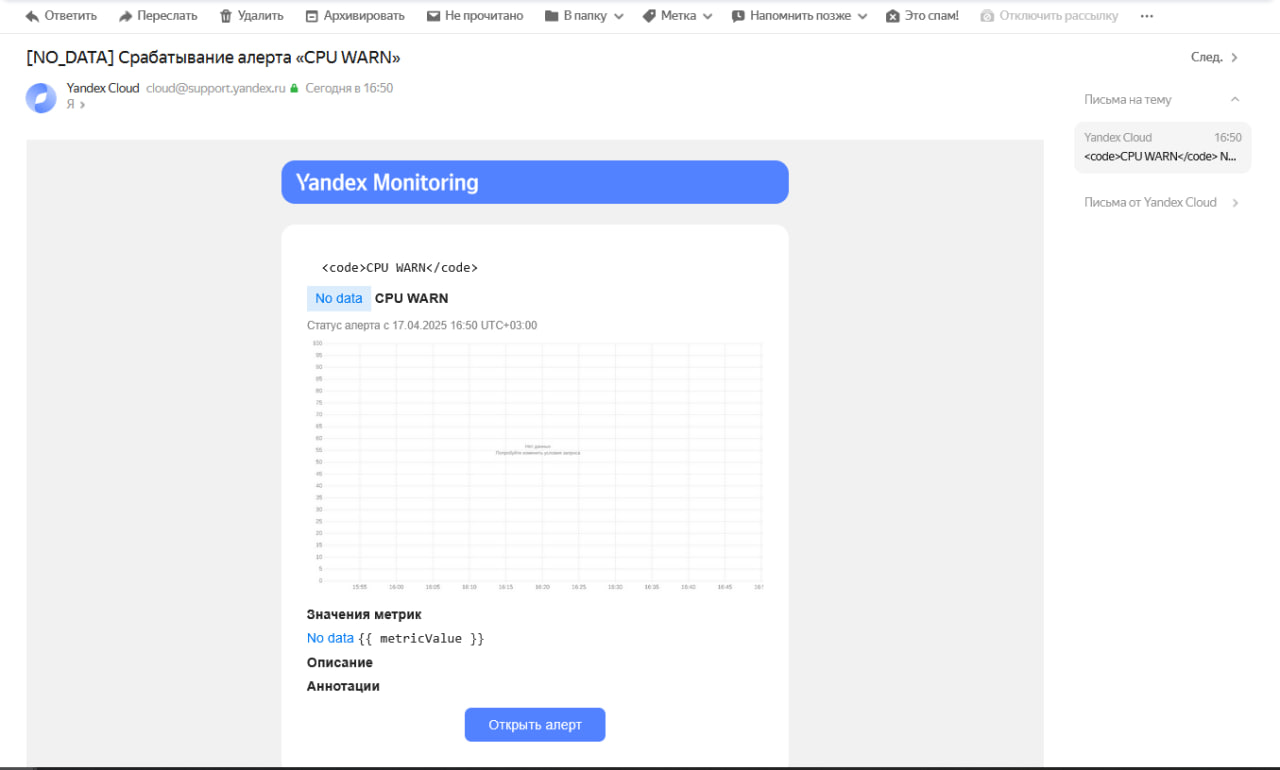 Ответить Переслать Удалить Архивировать Не прочитано В папку Метка Напомнить позже Это спам! Отключить рассылку ...
[NO_DATA] Срабатывание алерта «CPU WARN»
След.
Yandex Cloud cloud@support.yandex.ru Сегодня в 16:50
Я
Письма на тему
Yandex Cloud 16:50
<code>CPU WARN</code> N...
Письма от Yandex Cloud
Yandex Monitoring
<code>CPU WARN</code>
No data CPU WARN
Статус алерта с 17.04.2025 16:50 UTC+03:00
100
95
90
85
80
75
70
65
60
55
50
45
40
35
30
25
20
15
10
5
0
Нет данных
Попробуйте изменить условия запроса
15:55 16:00 16:05 16:10 16:15 16:20 16:25 16:30 16:35 16:40 16:45
Значения метрик
No data {{ metricValue }}
Описание
Аннотации
Открыть алерт